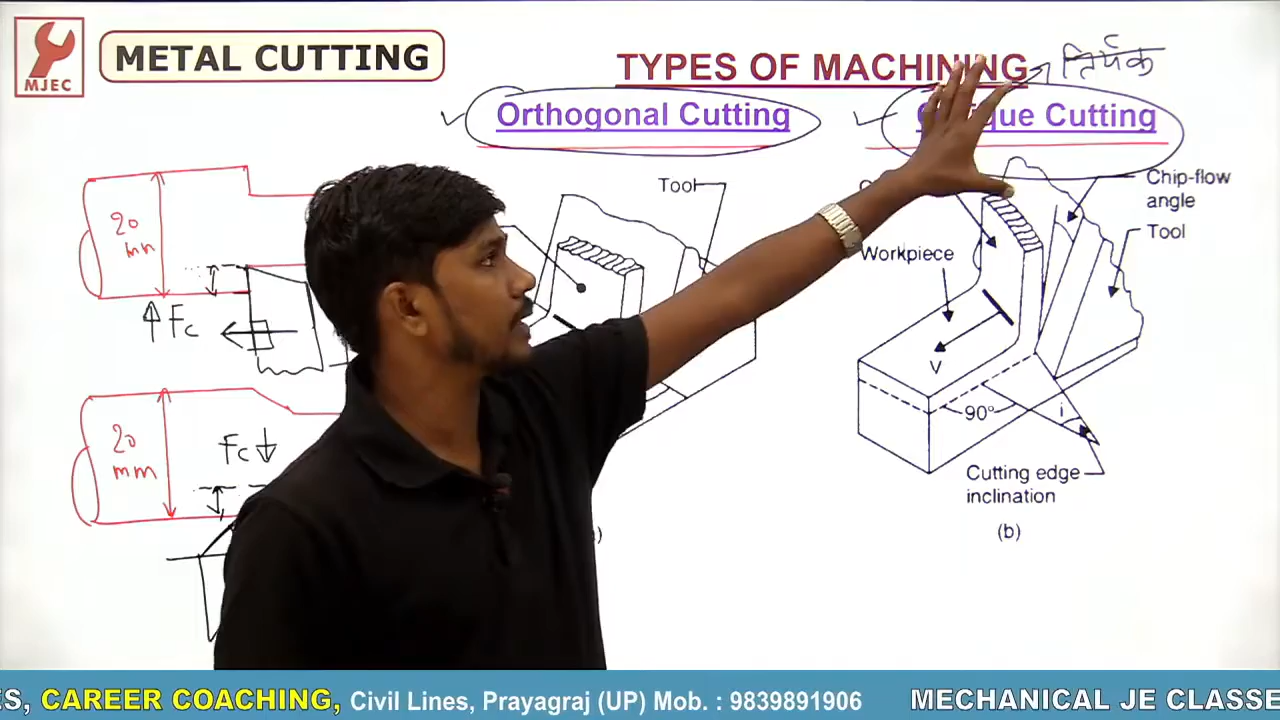 MJEC
METAL CUTTING
TYPES OF MACHINING
तिर्यक
Orthogonal Cutting
Cutting
Tool
Chip-flow
angle
Tool
Workpiece
20
mm
Fc
V
90°
i
20
mm
Fc
Cutting edge
inclination
(b)
CAREER COACHING, Civil Lines, Prayagraj (UP) Mob. : 9839891906
MECHANICAL JE CLASSE